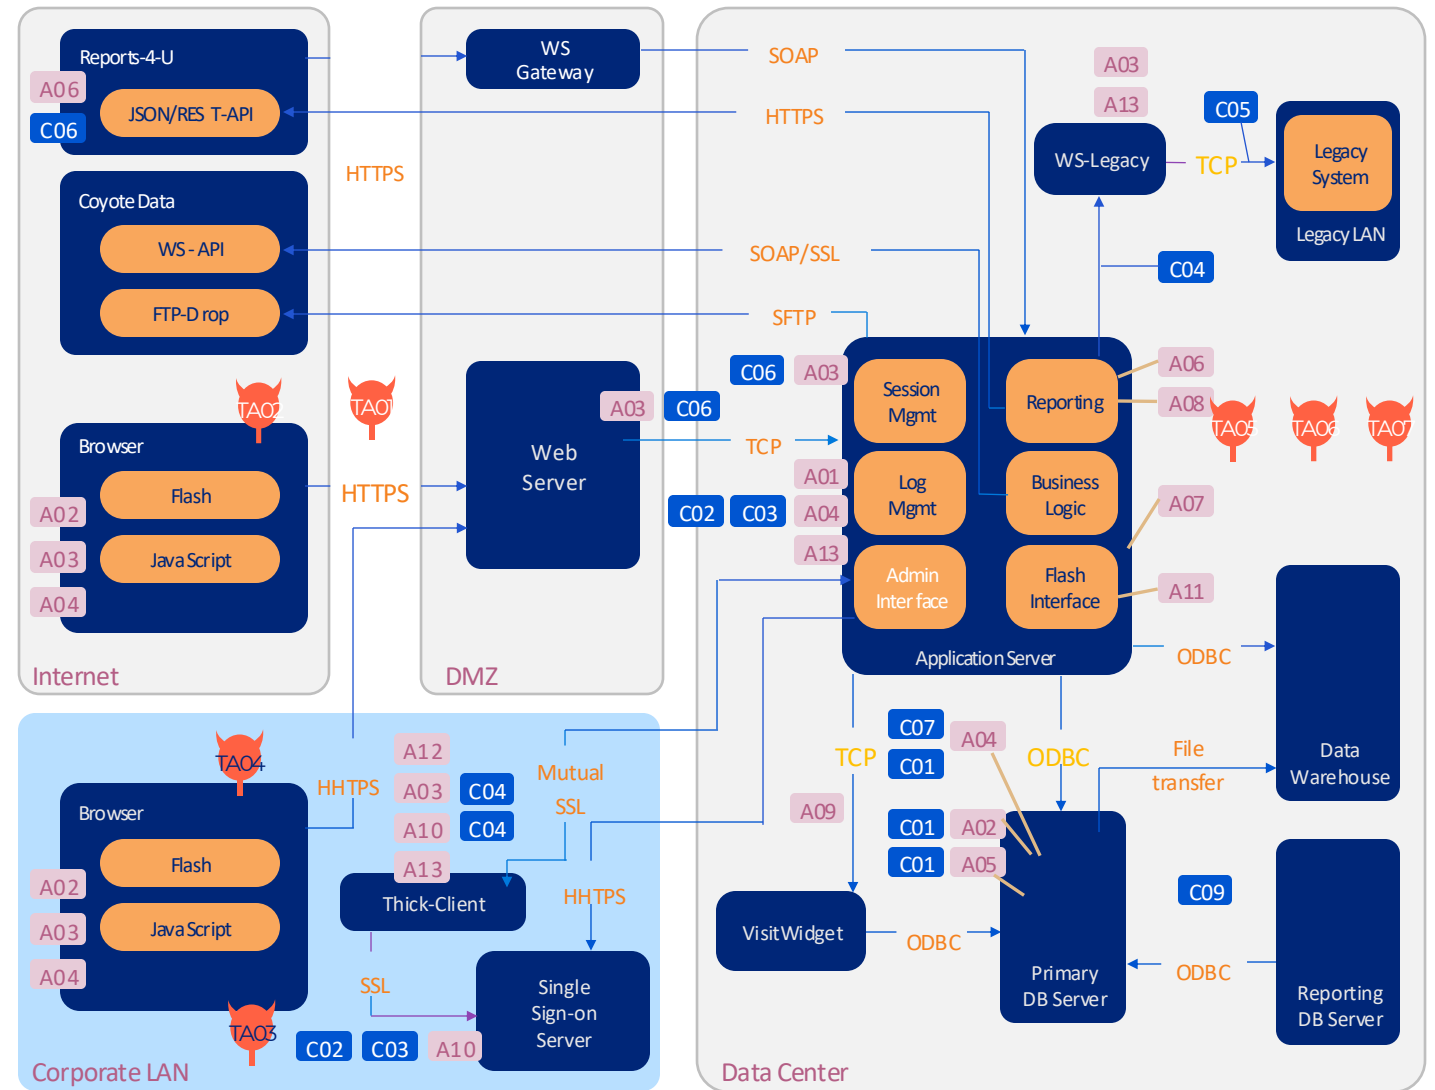 Reports-4-U
A06
JSON/RES T-API
C06
Coyote Data
WS - API
FTP-D rop
TA02
Browser
Flash
A02
A03
Java Script
A04
Internet
TA01
HTTPS
HTTPS
WS
Gateway
A03
C06
Web
Server
DMZ
SOAP
HTTPS
SOAP/SSL
SFTP
TCP
A03
A13
WS-Legacy
TCP
C05
Legacy
System
Legacy LAN
C04
C06
A03
A01
C02
C03
A04
A13
Session
Mgmt
Reporting
Log
Mgmt
Business
Logic
Admin
Inter face
Flash
Interface
Application Server
A06
A08
A07
A11
TA05
TA06
TA07
ODBC
Data
Warehouse
TCP
C07
A04
C01
ODBC
File
transfer
A09
C01
A02
C01
A05
VisitWidget
ODBC
Primary
DB Server
C09
ODBC
Reporting
DB Server
Data Center
TA04
Browser
Flash
A02
Java Script
A03
A04
TA03
HHTPS
A12
A03
C04
A10
C04
A13
Thick-Client
Mutual
SSL
HHTPS
SSL
Single
Sign-on
Server
C02
C03
A10
Corporate LAN